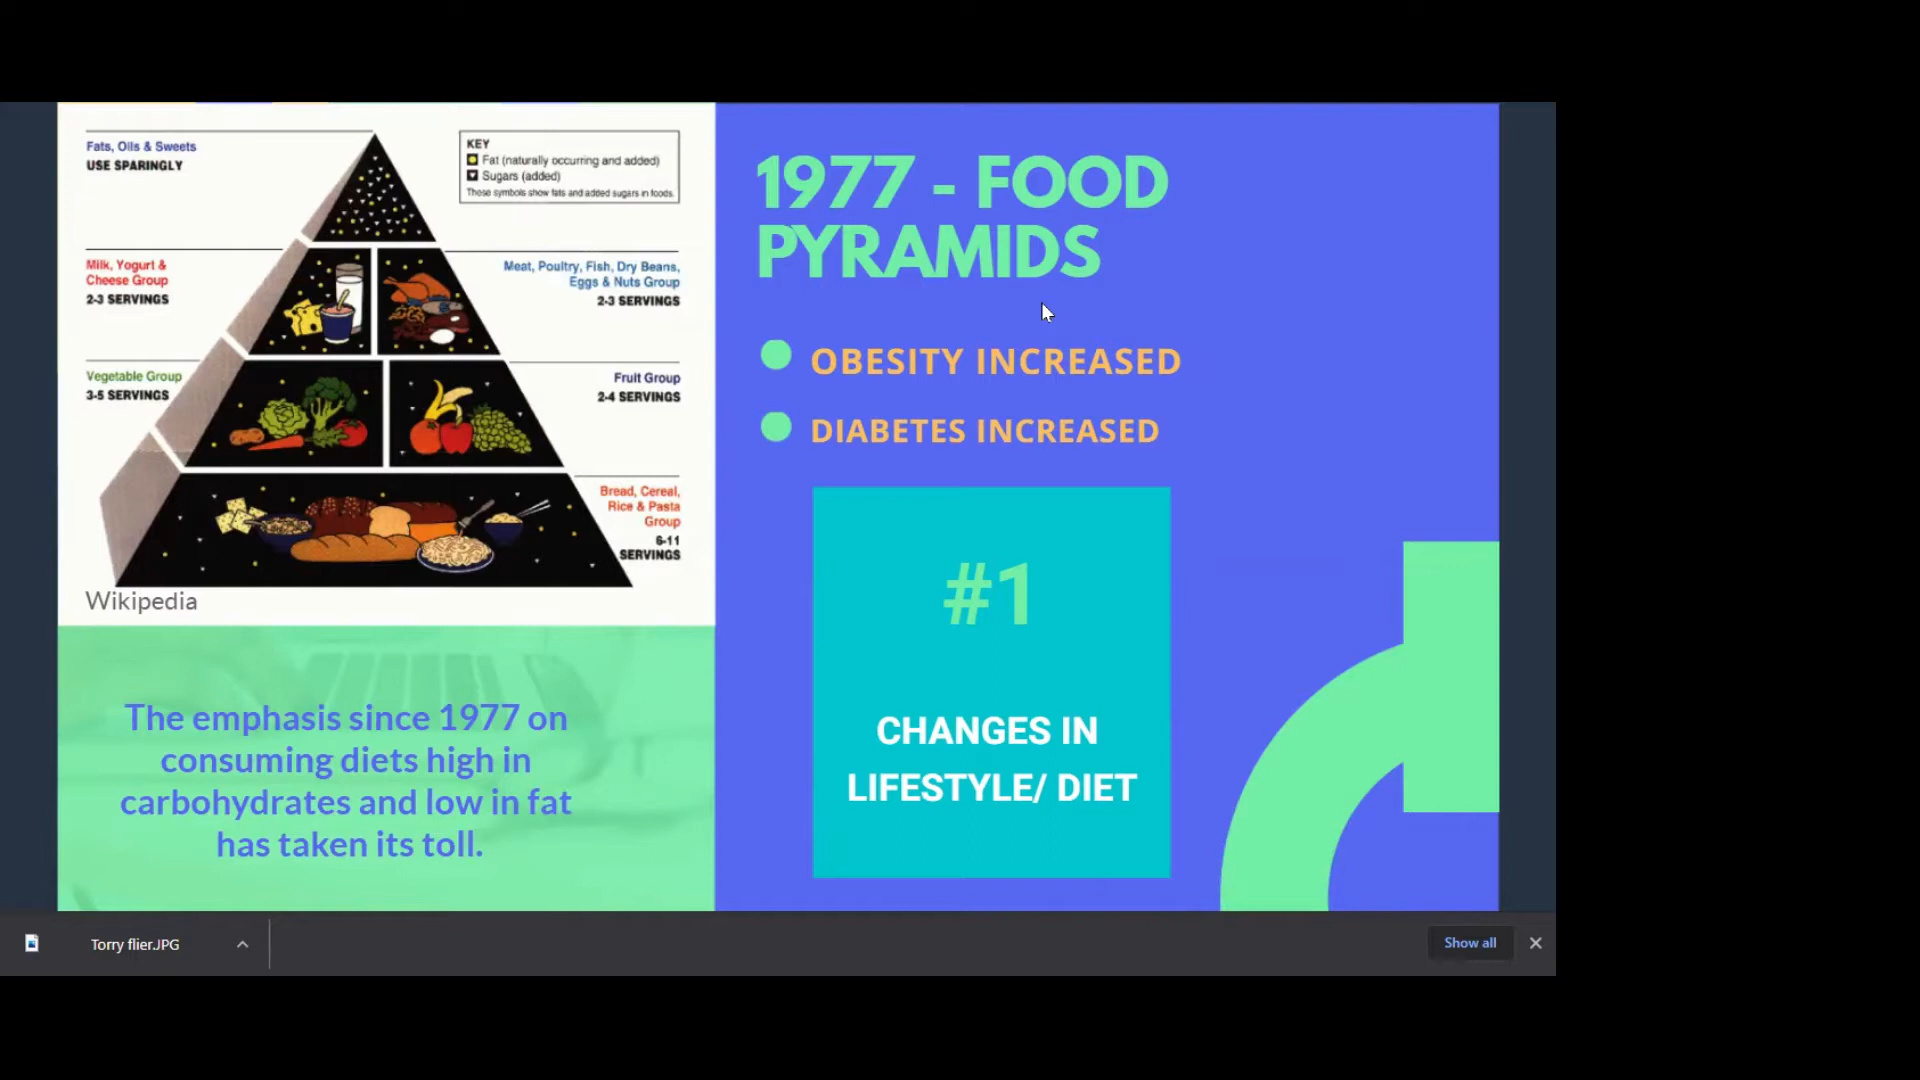 Fats, Oils & Sweets
USE SPARINGLY
KEY
Fat (naturally occurring and added)
Sugars (added)
These symbols show fats and added sugars in foods.
Milk, Yogurt &
Cheese Group
2-3 SERVINGS
Meat, Poultry, Fish, Dry Beans,
Eggs & Nuts Group
2-3 SERVINGS
Vegetable Group
3-5 SERVINGS
Fruit Group
2-4 SERVINGS
Bread, Cereal,
Rice & Pasta
Group
6-11
SERVINGS
Wikipedia
The emphasis since 1977 on
consuming diets high in
carbohydrates and low in fat
has taken its toll.
1977 - FOOD
PYRAMIDS
OBESITY INCREASED
DIABETES INCREASED
#1
CHANGES IN
LIFESTYLE/ DIET
Torry flier.JPG
Show all